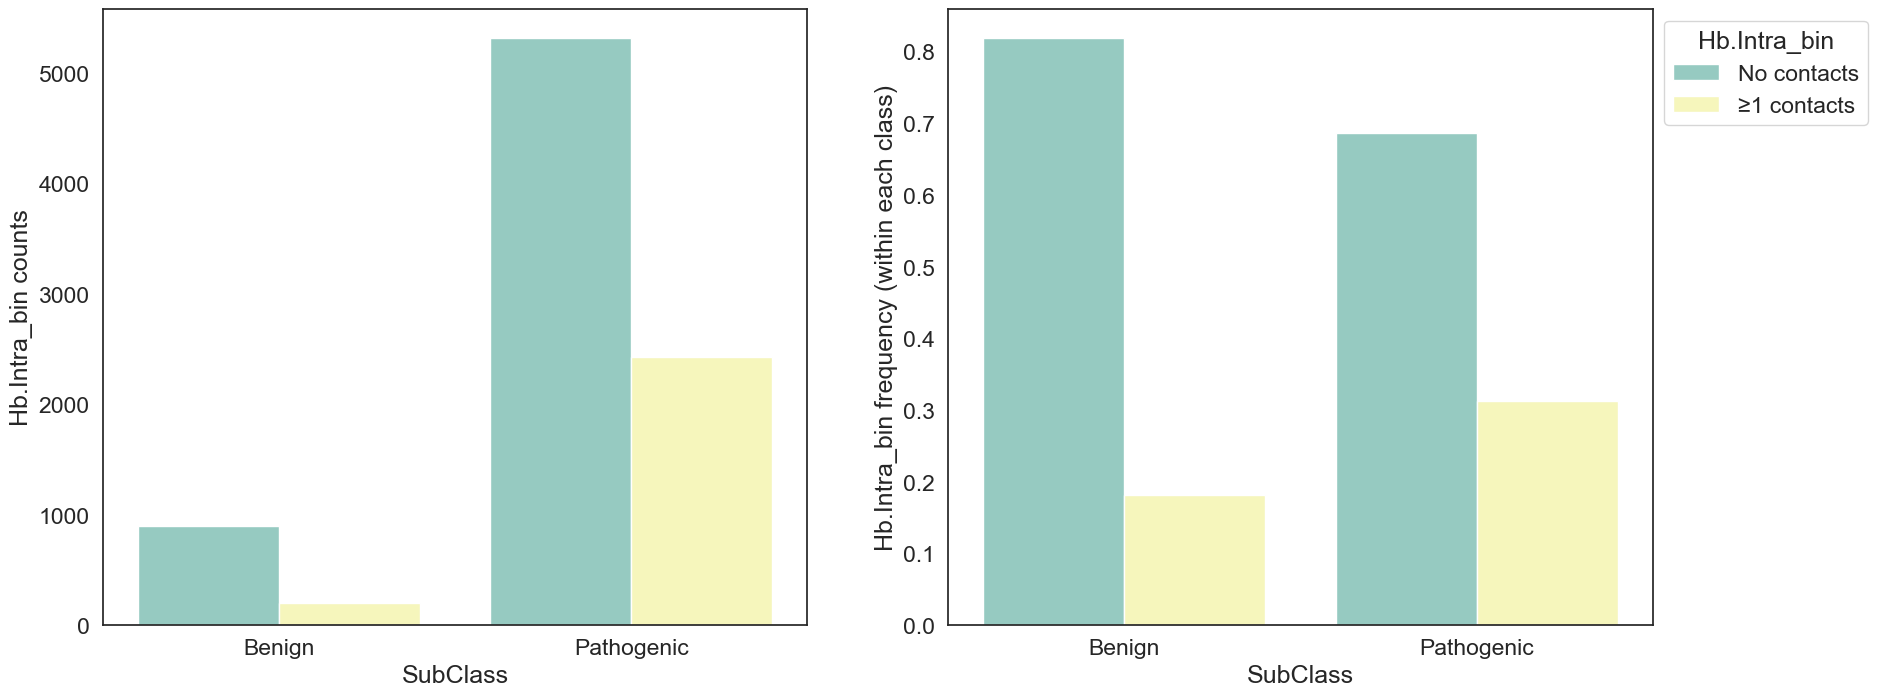 Hb.Intra_bin counts
5000
4000
3000
2000
1000
0
Benign
Pathogenic
SubClass
Hb.Intra_bin frequency (within each class)
0.8
0.7
0.6
0.5
0.4
0.3
0.2
0.1
0.0
Benign
Pathogenic
SubClass
Hb.Intra_bin
No contacts
≥1 contacts